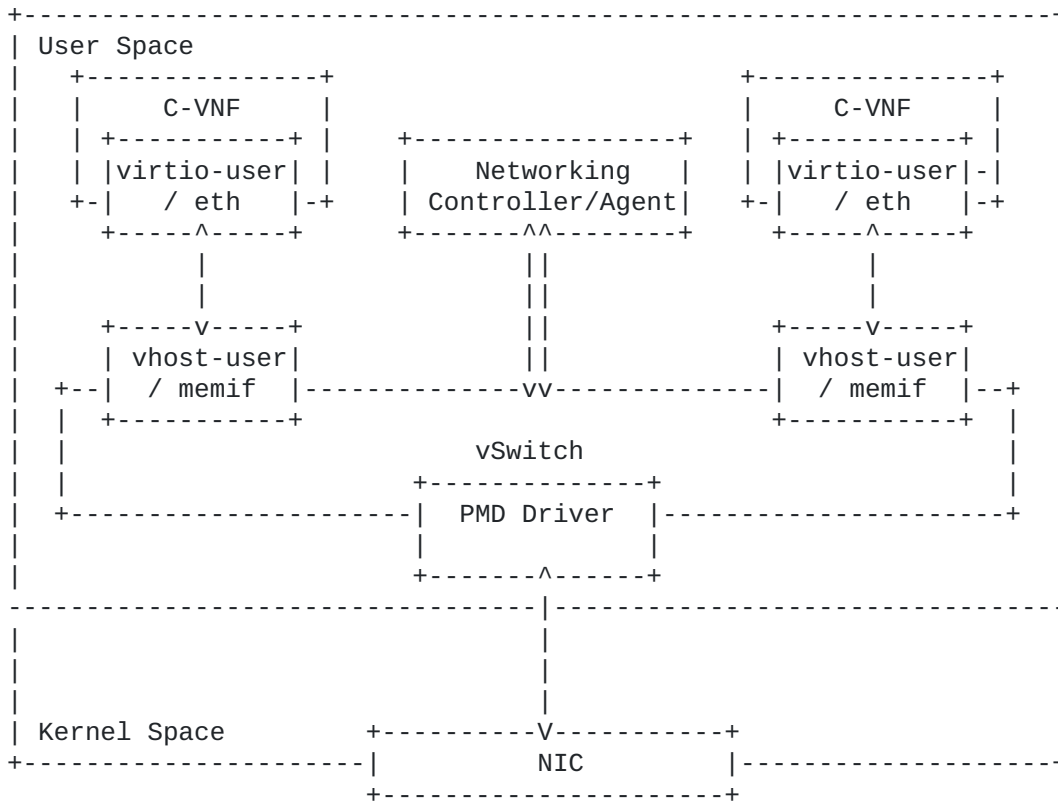 User Space
C-VNF C-VNF
Networking
virtio-user virtio-user
/ eth Controller/Agent / eth
vhost-user vhost-user
/ memif / memif
vSwitch
PMD Driver
Kernel Space
NIC